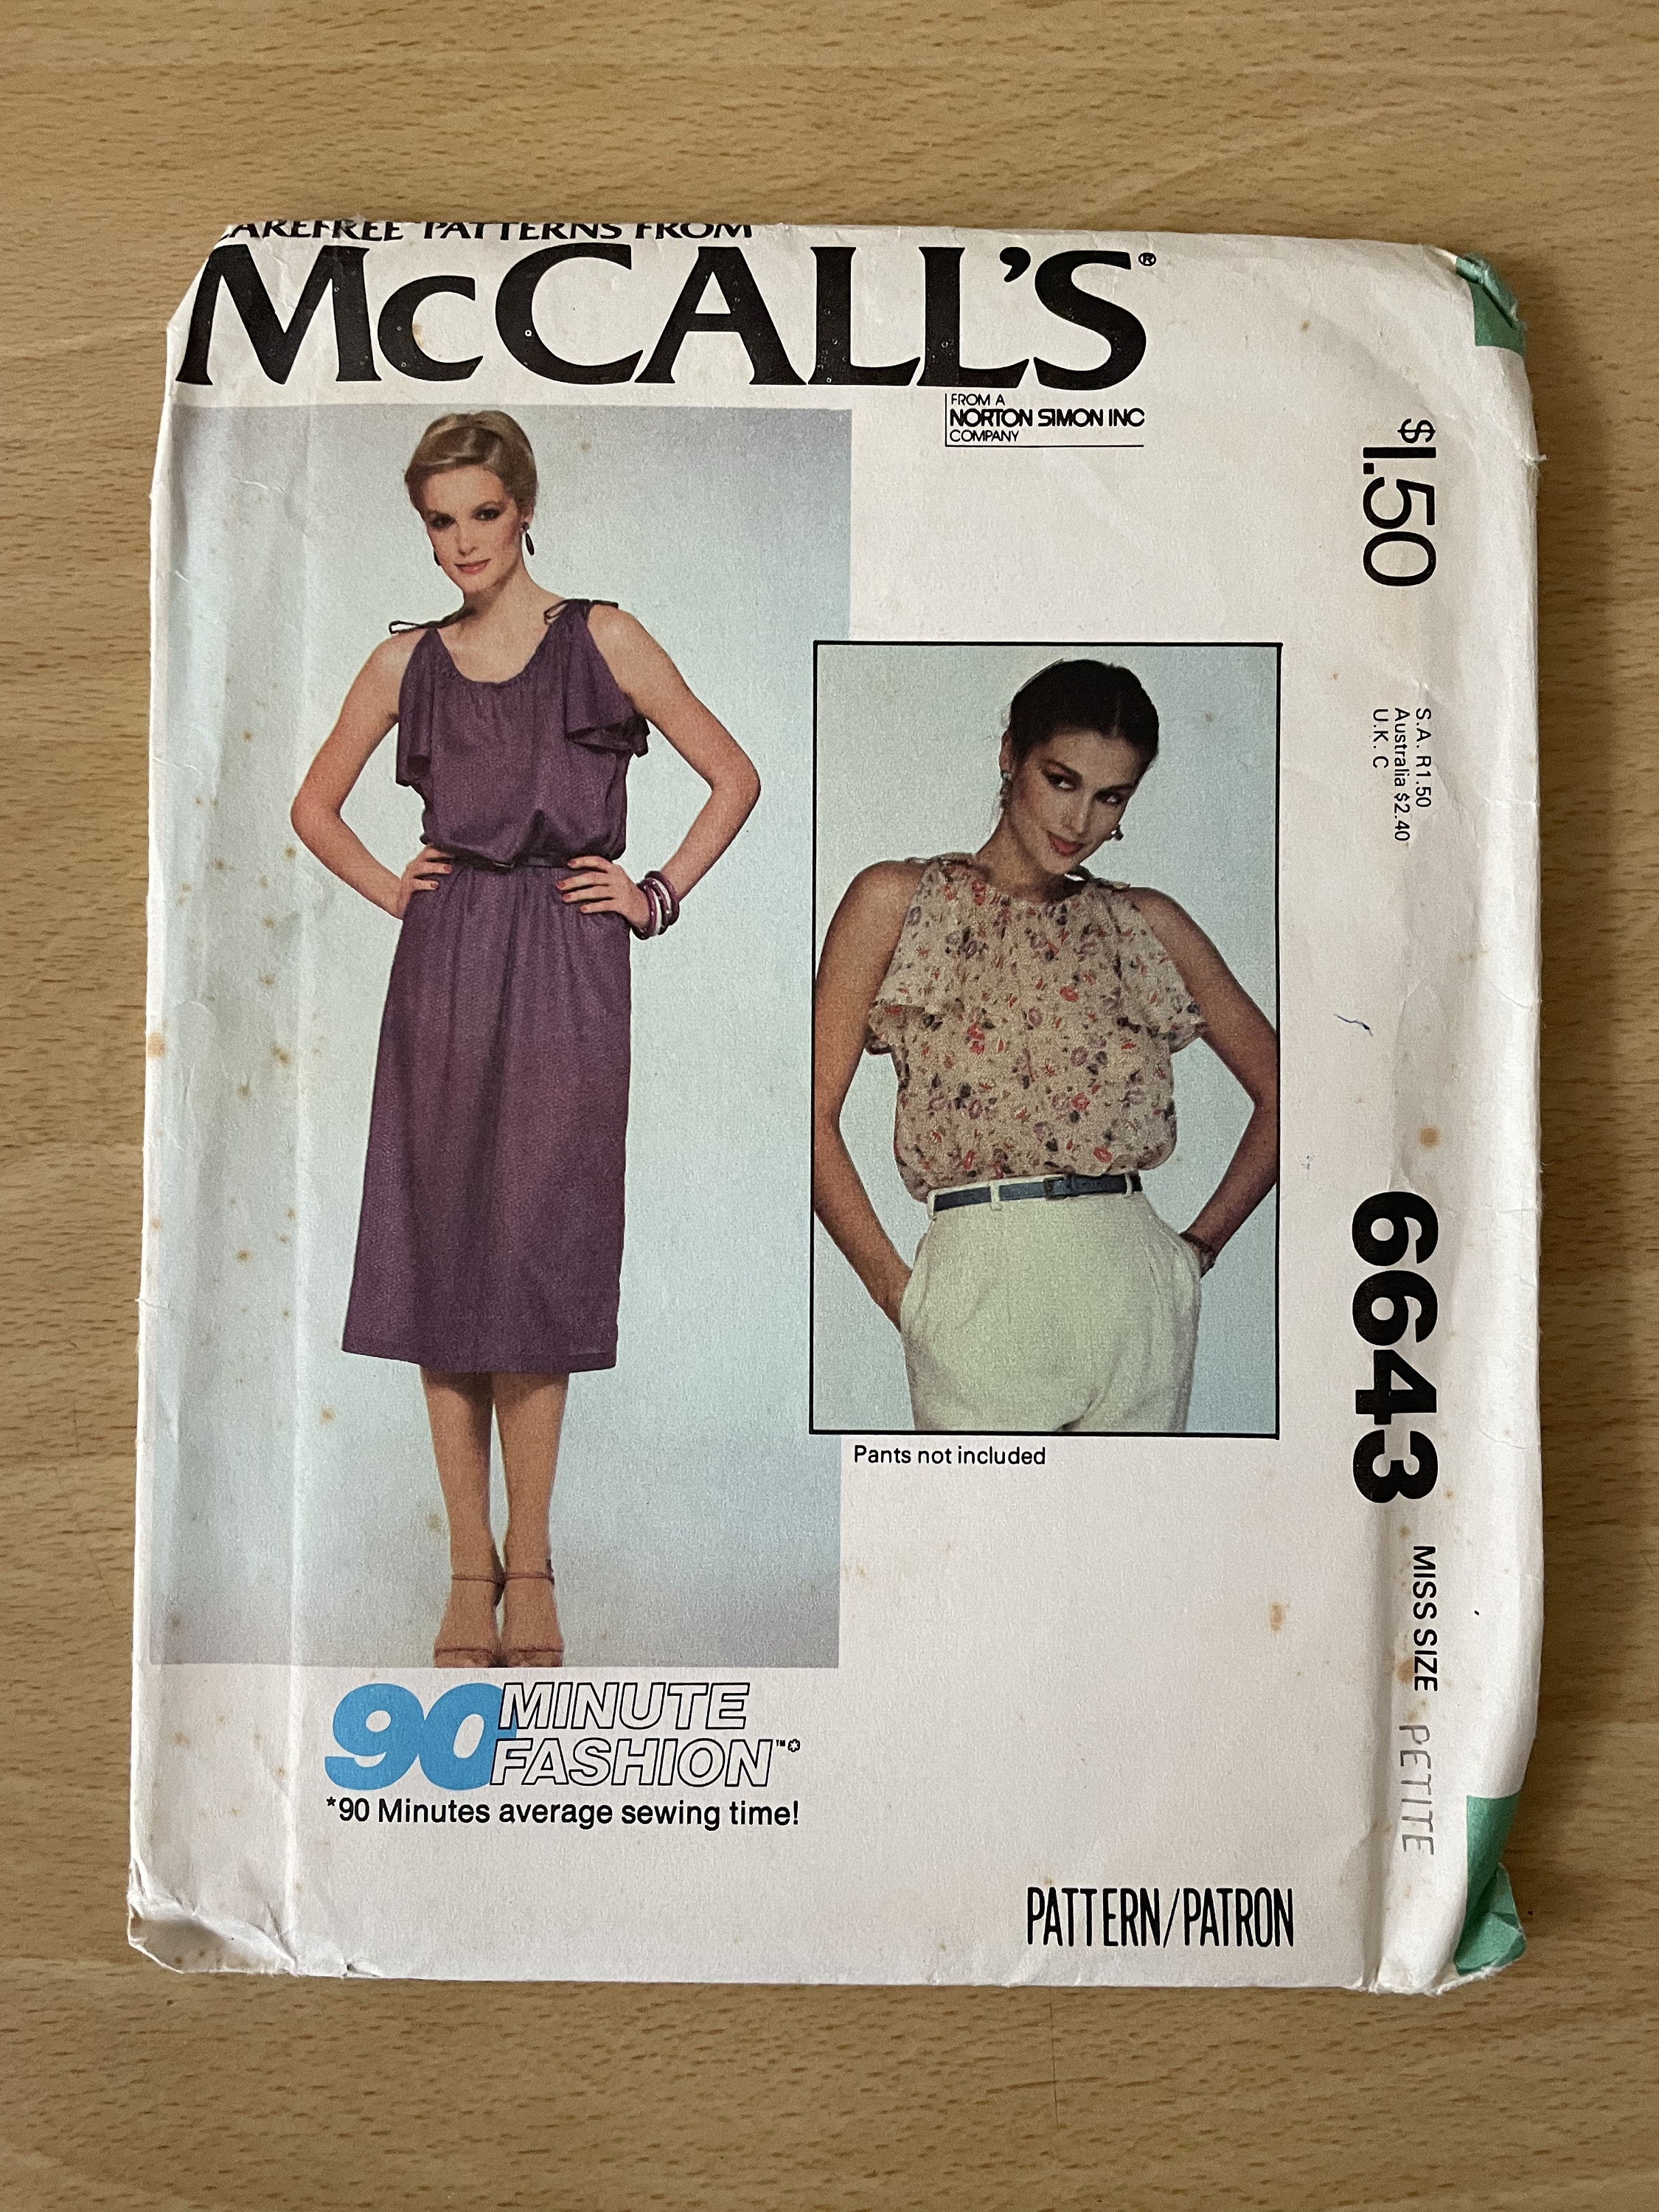 CAREFREE PATTERNS FROM
McCALL'S®
FROM A
NORTON SIMON INC
COMPANY
$1.50
S.A. R1.50
Australia $2.40
U.K. C
6643
MISS SIZE PETITE
Pants not included
90 MINUTE
FASHION™*
*90 Minutes average sewing time!
PATTERN/PATRON